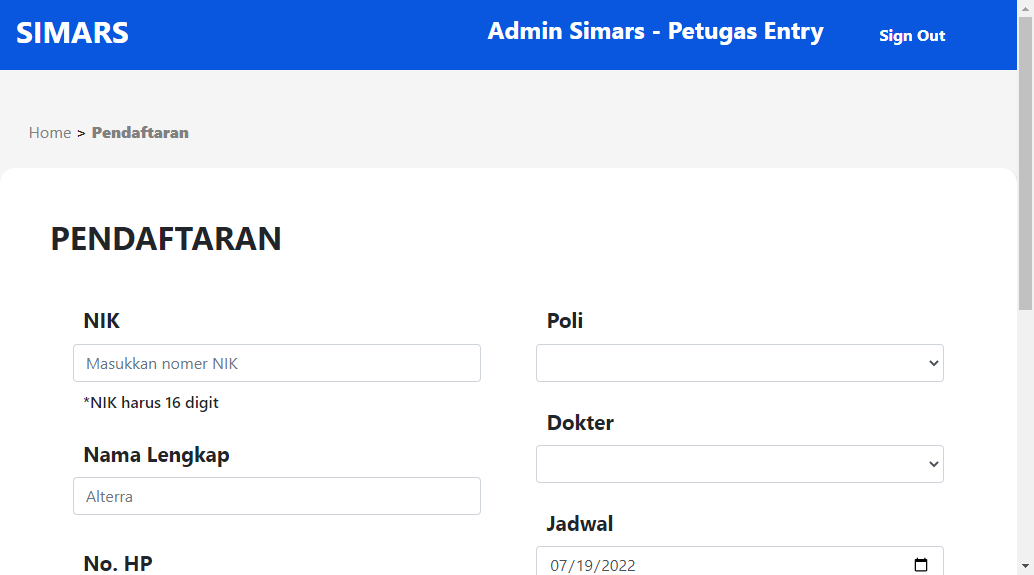 SIMARS
Admin Simars - Petugas Entry
Sign Out
Home > Pendaftaran
PENDAFTARAN
NIK
Masukkan nomer NIK
*NIK harus 16 digit
Nama Lengkap
Alterra
No. HP
Poli
Dokter
Jadwal
07/19/2022